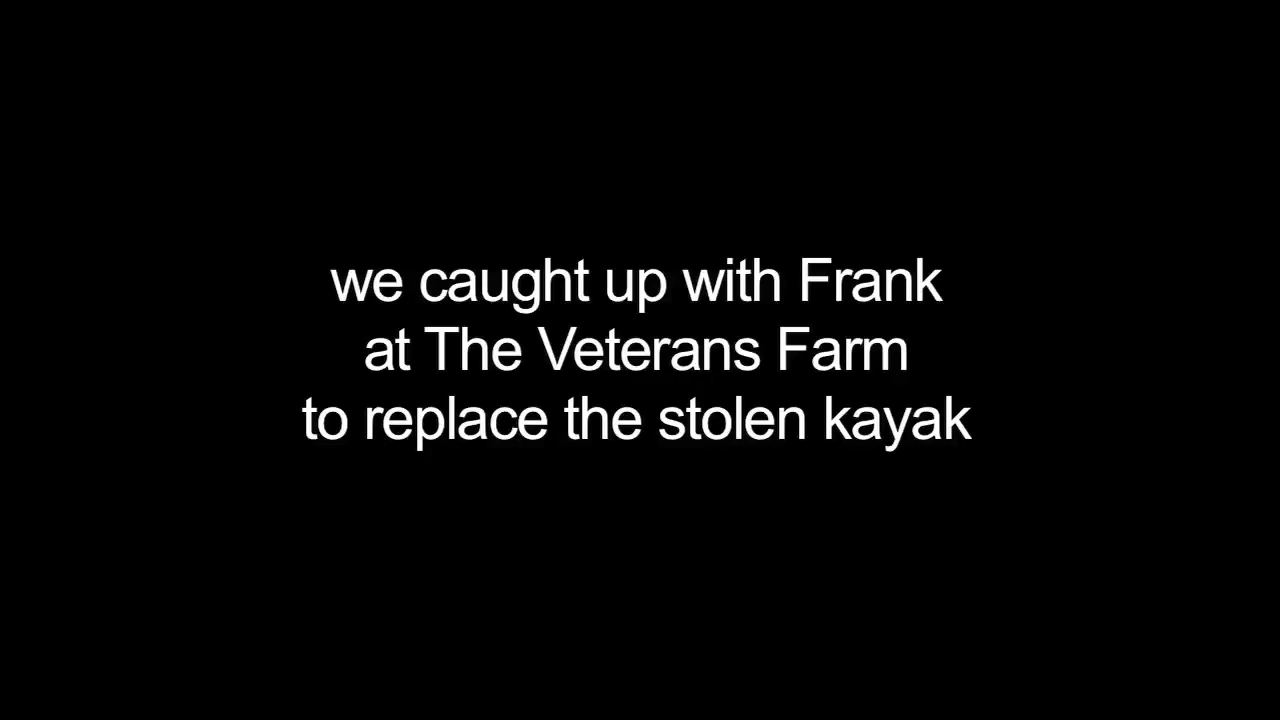 we caught up with Frank
at The Veterans Farm
to replace the stolen kayak